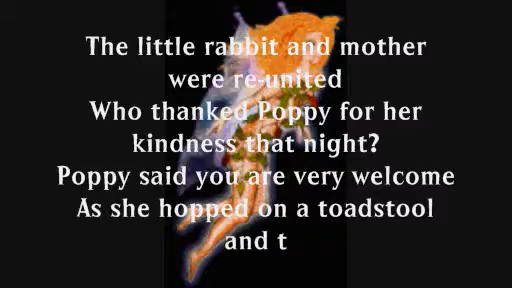 The little rabbit and mother
were re-united
Who thanked Poppy for her
kindness that night?
Poppy said you are very welcome
As she hopped on a toadstool
and t